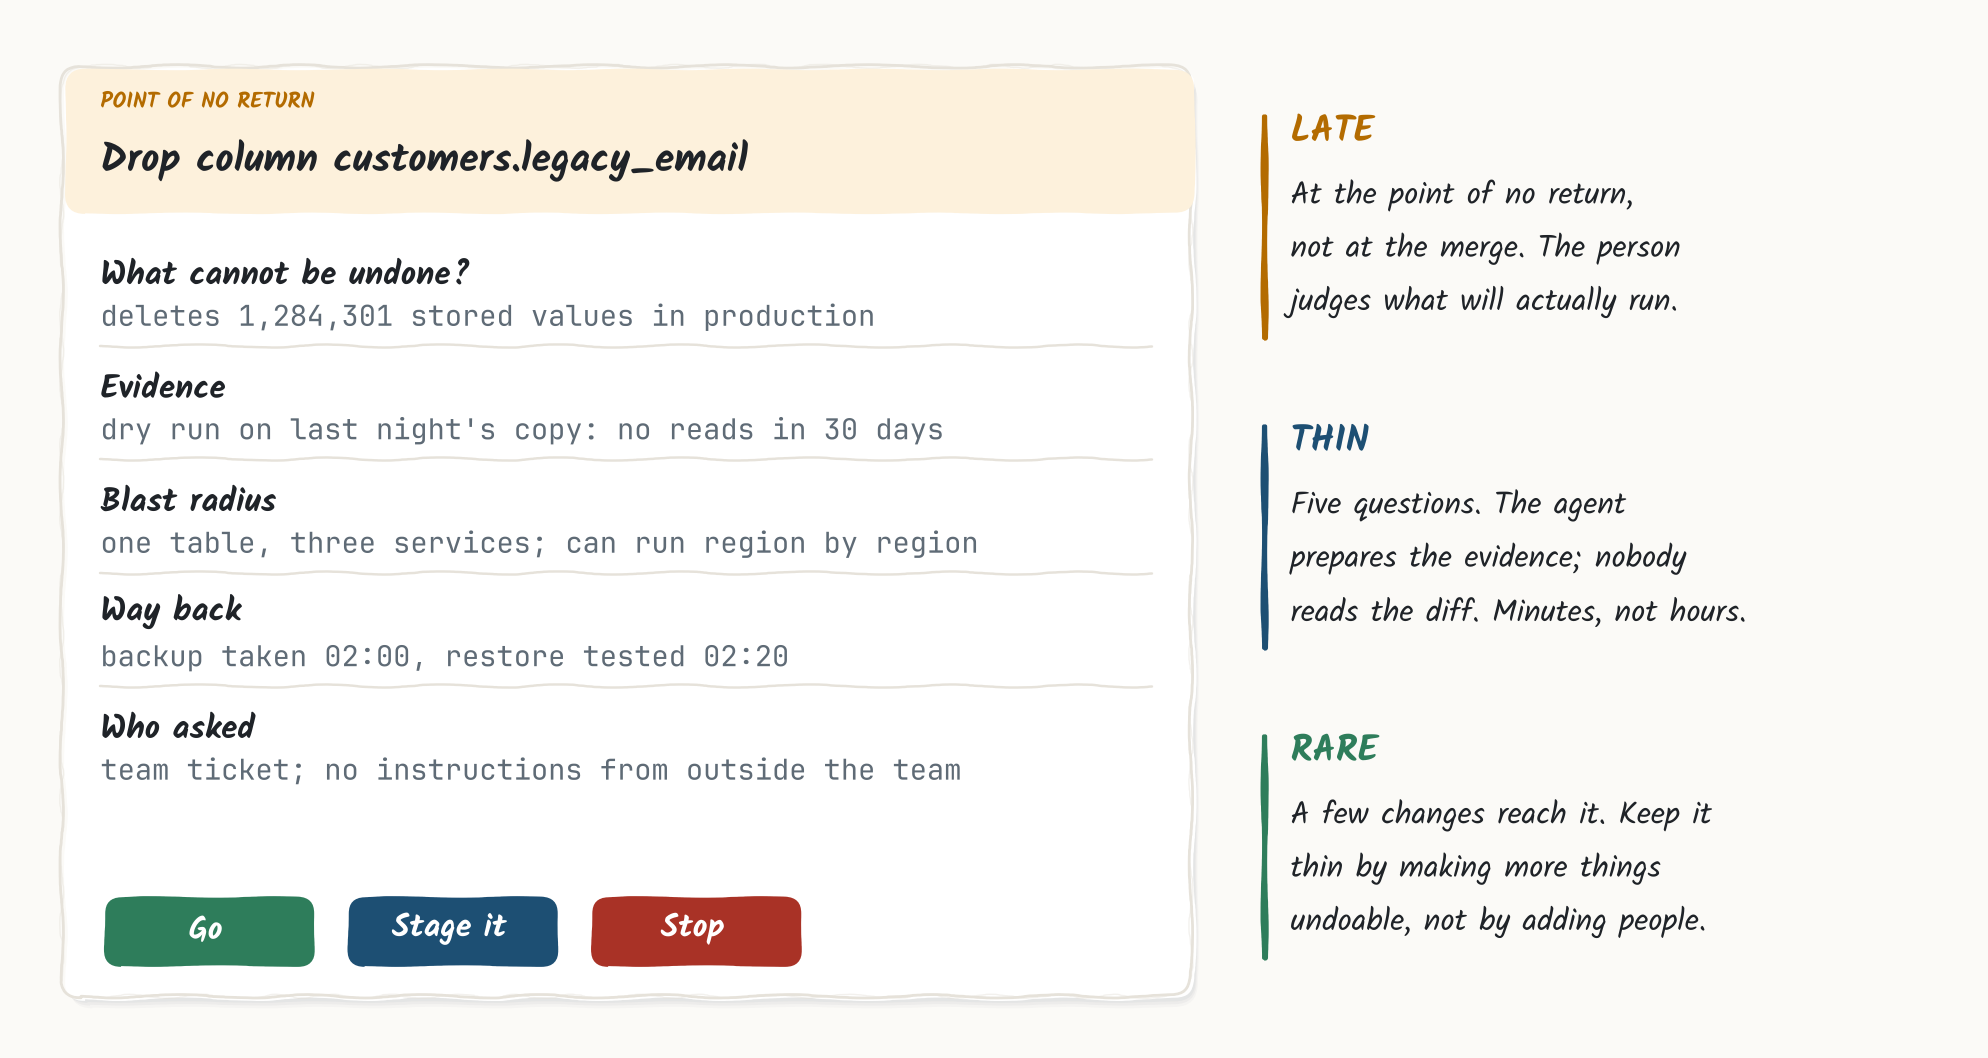 POINT OF NO RETURN
Drop column customers.legacy_email
What cannot be undone?
deletes 1,284,301 stored values in production
Evidence
dry run on last night's copy: no reads in 30 days
Blast radius
one table, three services; can run region by region
Way back
backup taken 02:00, restore tested 02:20
Who asked
team ticket; no instructions from outside the team
Go
Stage it
Stop
LATE
At the point of no return,
not at the merge. The person
judges what will actually run.
THIN
Five questions. The agent
prepares the evidence; nobody
reads the diff. Minutes, not hours.
RARE
A few changes reach it. Keep it
thin by making more things
undoable, not by adding people.